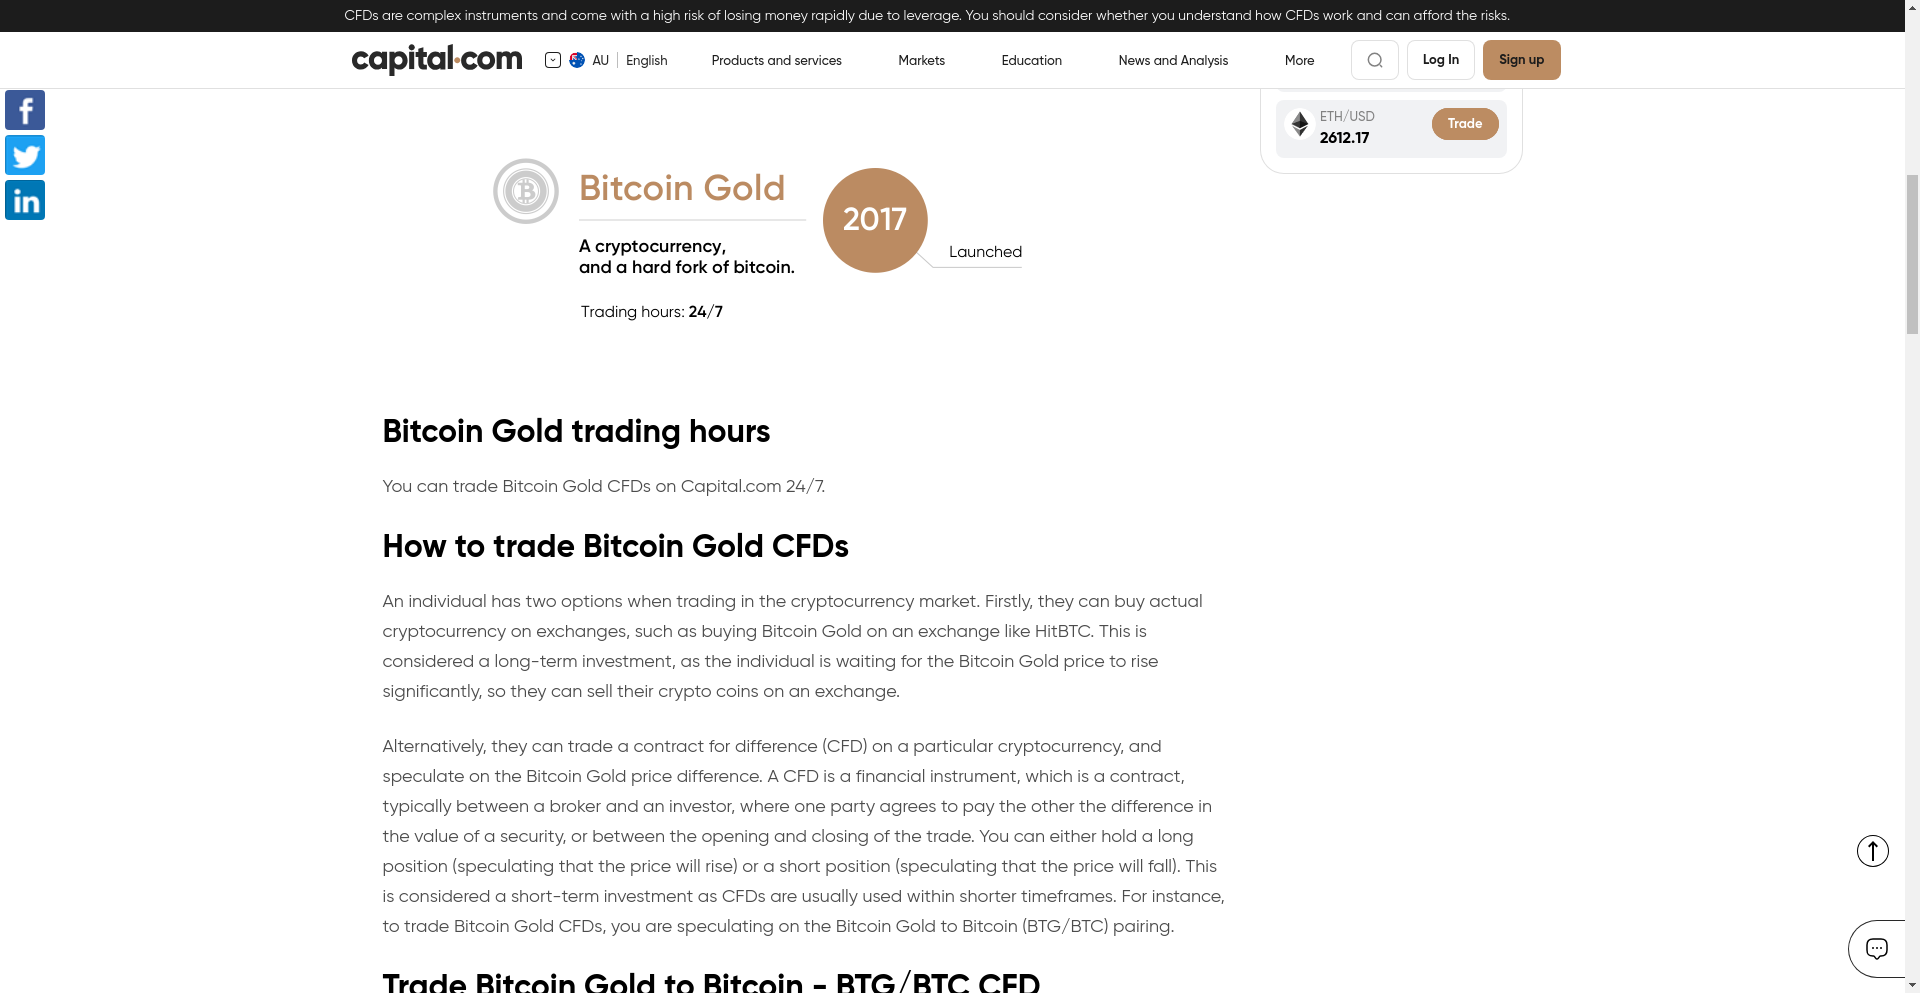 CFDs are complex instruments and come with a high risk of losing money rapidly due to leverage. You should consider whether you understand how CFDs work and can afford the risks.
capital.com
AU
English
Products and services
Markets
Education
News and Analysis
More
Log In
Sign up
ETH/USD
2612.17
Trade
Bitcoin Gold
A cryptocurrency,
and a hard fork of bitcoin.
Trading hours: 24/7
2017
Launched
Bitcoin Gold trading hours
You can trade Bitcoin Gold CFDs on Capital.com 24/7.
How to trade Bitcoin Gold CFDs
An individual has two options when trading in the cryptocurrency market. Firstly, they can buy actual
cryptocurrency on exchanges, such as buying Bitcoin Gold on an exchange like HitBTC. This is
considered a long-term investment, as the individual is waiting for the Bitcoin Gold price to rise
significantly, so they can sell their crypto coins on an exchange.
Alternatively, they can trade a contract for difference (CFD) on a particular cryptocurrency, and
speculate on the Bitcoin Gold price difference. A CFD is a financial instrument, which is a contract,
typically between a broker and an investor, where one party agrees to pay the other the difference in
the value of a security, or between the opening and closing of the trade. You can either hold a long
position (speculating that the price will rise) or a short position (speculating that the price will fall). This
is considered a short-term investment as CFDs are usually used within shorter timeframes. For instance,
to trade Bitcoin Gold CFDs, you are speculating on the Bitcoin Gold to Bitcoin (BTG/BTC) pairing.
Trade Bitcoin Gold to Bitcoin - BTG/BTC CFD